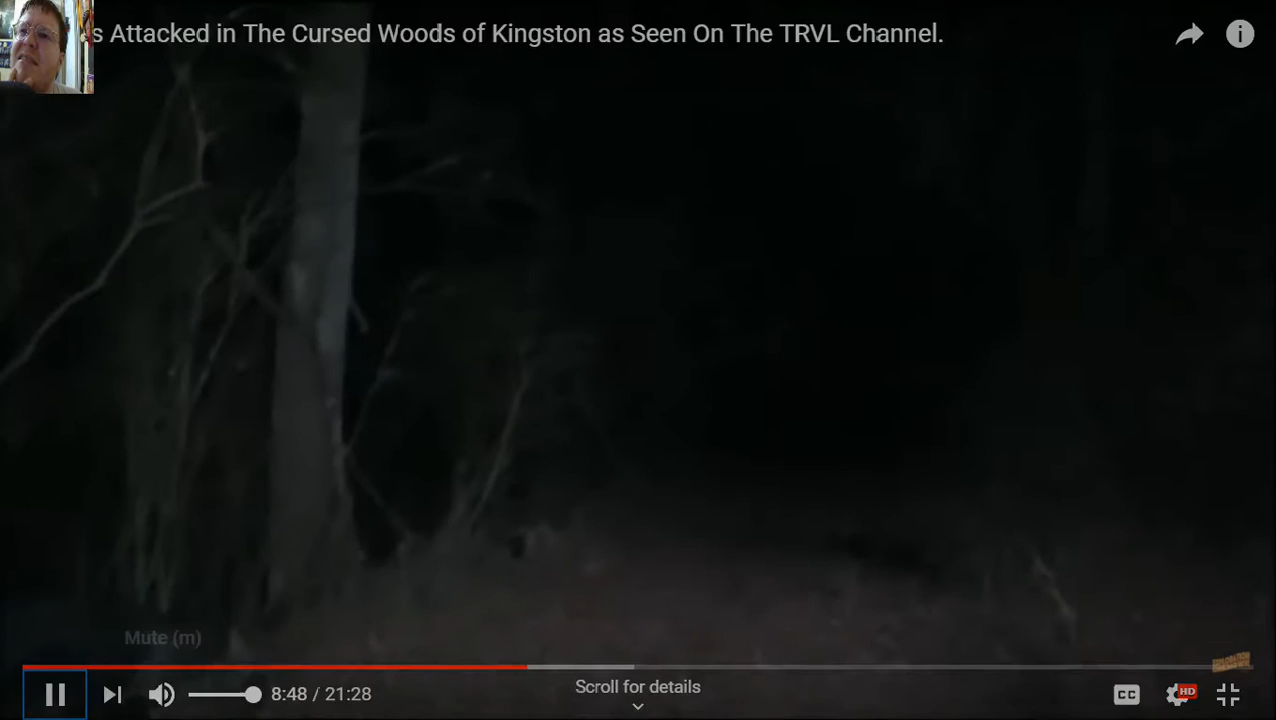 s Attacked in The Cursed Woods of Kingston as Seen On The TRVL Channel.
Mute (m)
Scroll for details
8:48 / 21:28
CC
HD